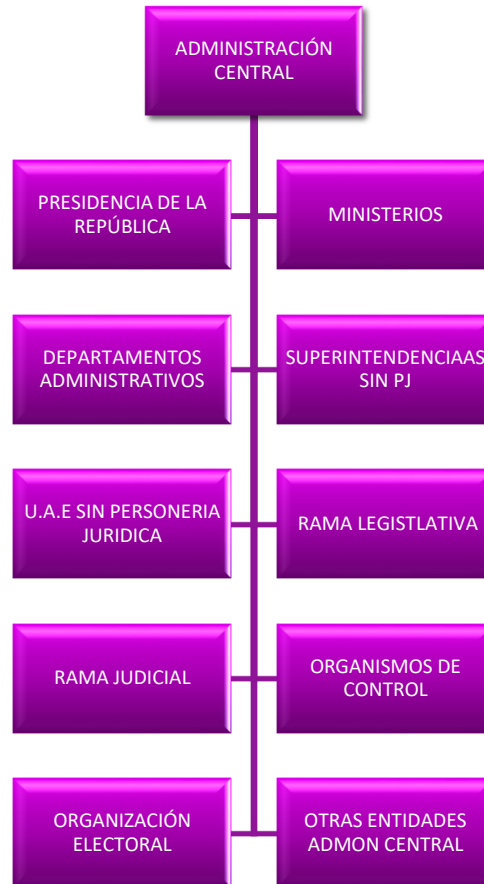 ADMINISTRACIÓN
CENTRAL
PRESIDENCIA DE LA
REPÚBLICA
MINISTERIOS
DEPARTAMENTOS
ADMINISTRATIVOS
SUPERINTENDENCIAAS
SIN PJ
U.A.E SIN PERSONERIA
JURIDICA
RAMA LEGISTLATIVA
RAMA JUDICIAL
ORGANISMOS DE
CONTROL
ORGANIZACIÓN
ELECTORAL
OTRAS ENTIDADES
ADMON CENTRAL